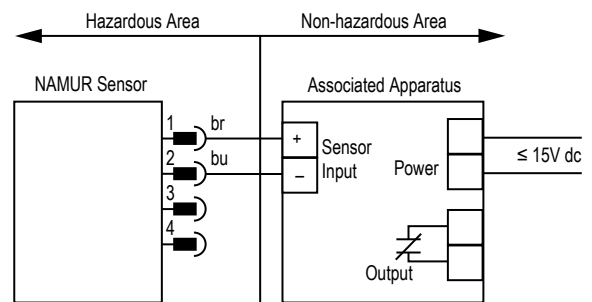 Hazardous Area
Non-hazardous Area
NAMUR Sensor
Associated Apparatus
1
br
2
bu
3
4
+
–
Sensor
Input
Power
≤ 15V dc
Output